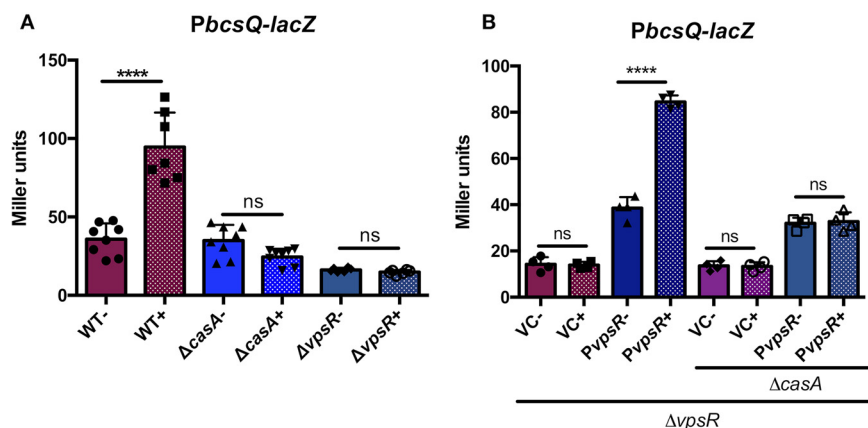 A
PbcsQ-lacZ
Miller units
150
100
50
0
****
ns
ns
WT-
WT+
ΔcasA-
ΔcasA+
ΔvpsR-
ΔvpsR+
B
PbcsQ-lacZ
Miller units
100
80
60
40
20
0
ns
****
ns
ns
VC-
VC+
PvpsR-
PvpsR+
VC-
VC+
PvpsR-
PvpsR+
ΔcasA
ΔvpsR